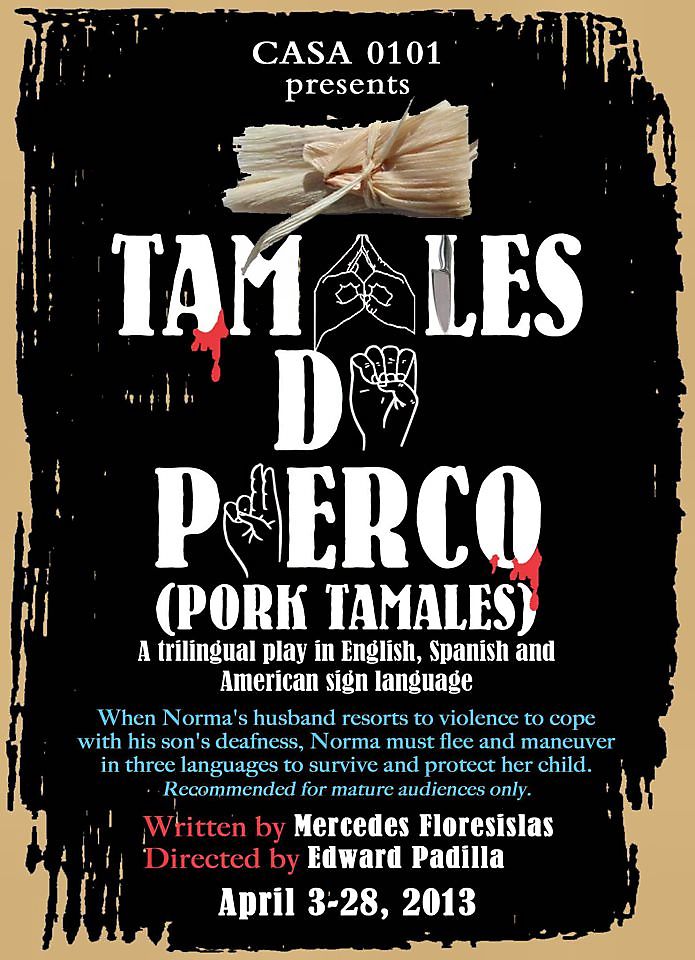 CASA 0101
presents
TAMALES
DE
PUERCO
(PORK TAMALES)
A trilingual play in English, Spanish and
American sign language
When Norma's husband resorts to violence to cope
with his son's deafness, Norma must flee and maneuver
in three languages to survive and protect her child.
Recommended for mature audiences only.
Written by Mercedes Floresislas
Directed by Edward Padilla
April 3-28, 2013